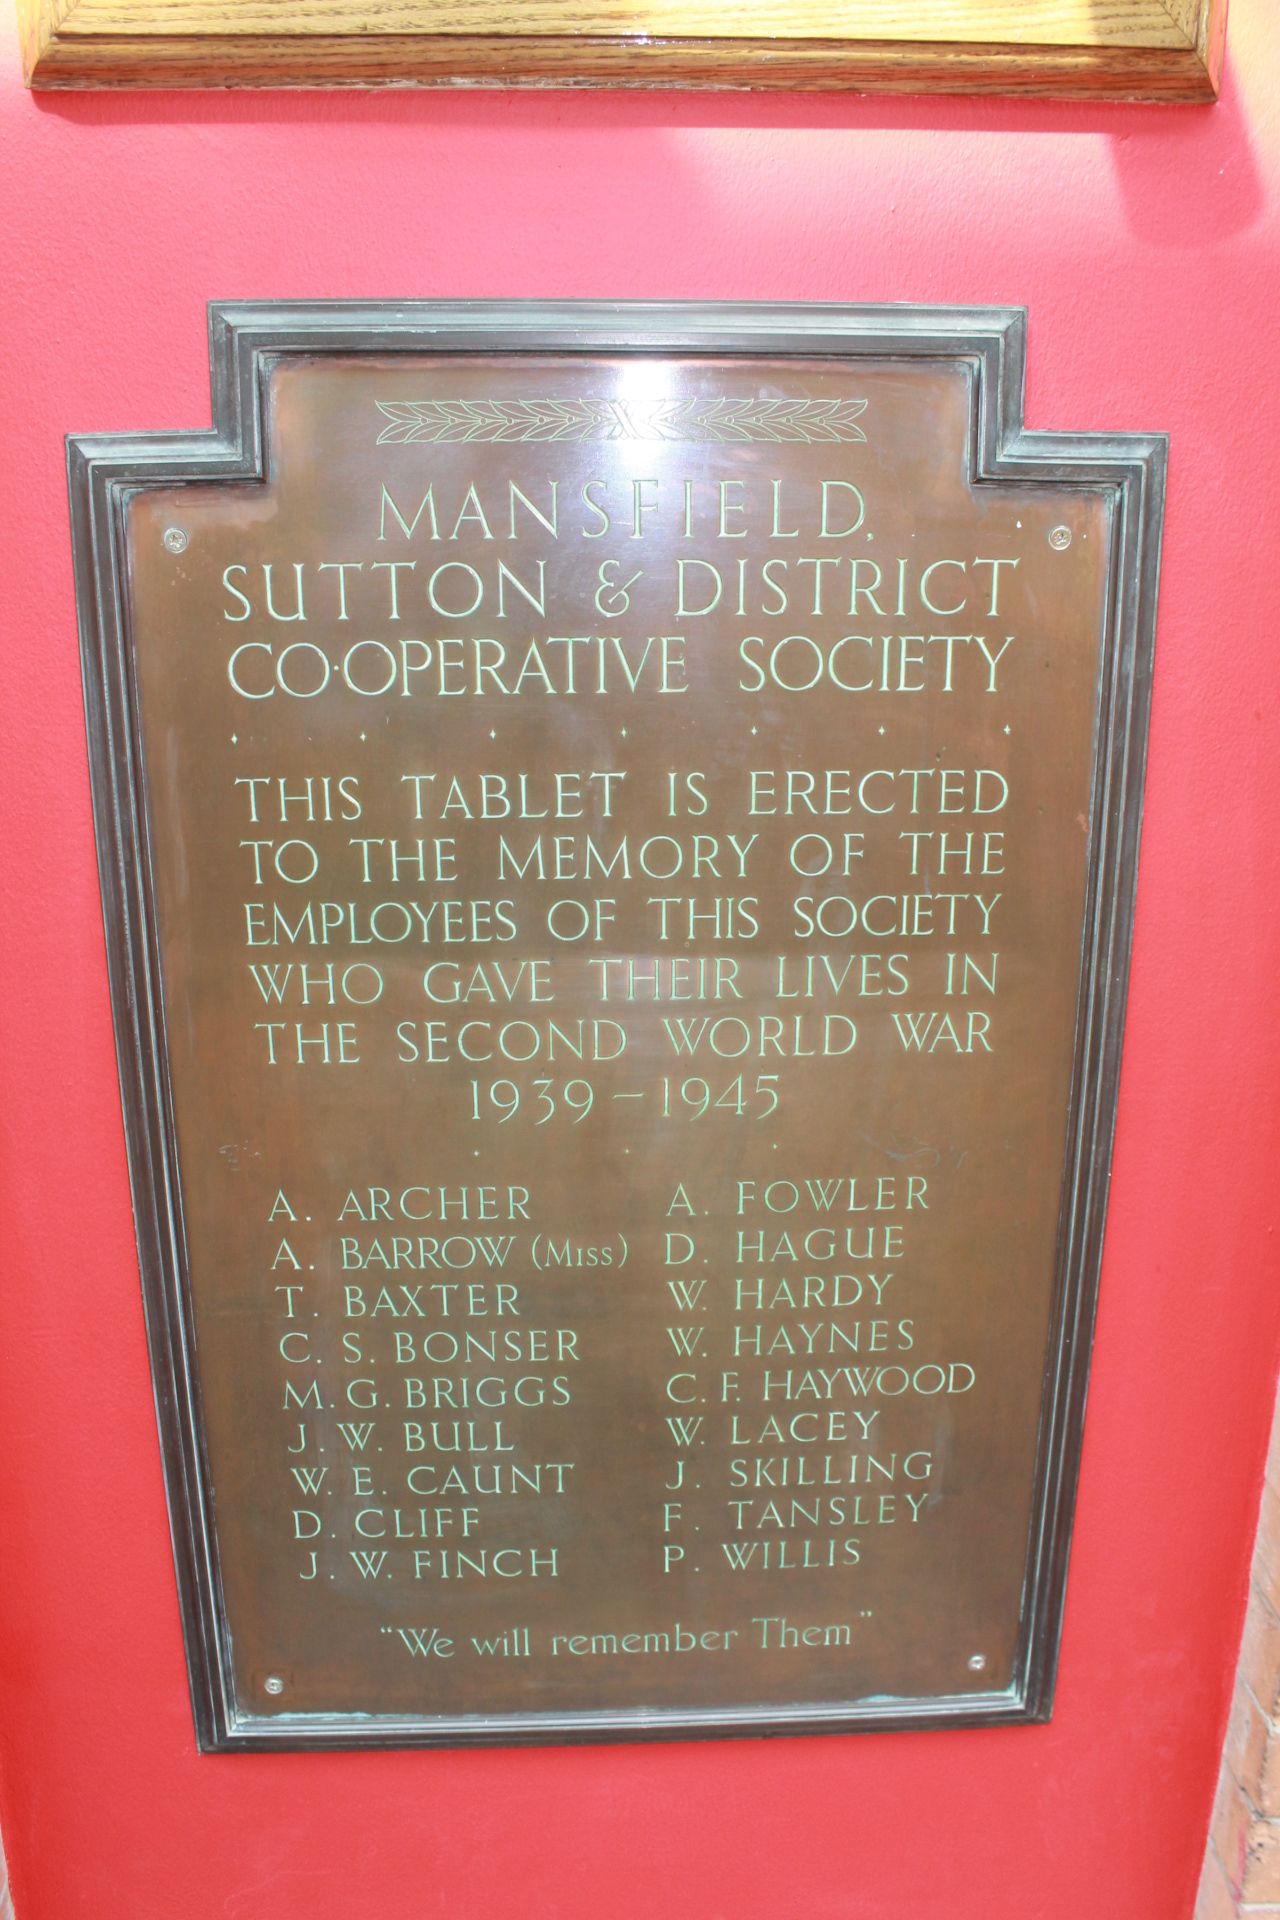 MANSFIELD,
SUTTON & DISTRICT
CO·OPERATIVE SOCIETY
THIS TABLET IS ERECTED
TO THE MEMORY OF THE
EMPLOYEES OF THIS SOCIETY
WHO GAVE THEIR LIVES IN
THE SECOND WORLD WAR
1939 – 1945
A. ARCHER
A. BARROW (MISS)
T. BAXTER
C. S. BONSER
M. G. BRIGGS
J. W. BULL
W. E. CAUNT
D. CLIFF
J. W. FINCH
A. FOWLER
D. HAGUE
W. HARDY
W. HAYNES
C. F. HAYWOOD
W. LACEY
J. SKILLING
F. TANSLEY
P. WILLIS
"We will remember Them"